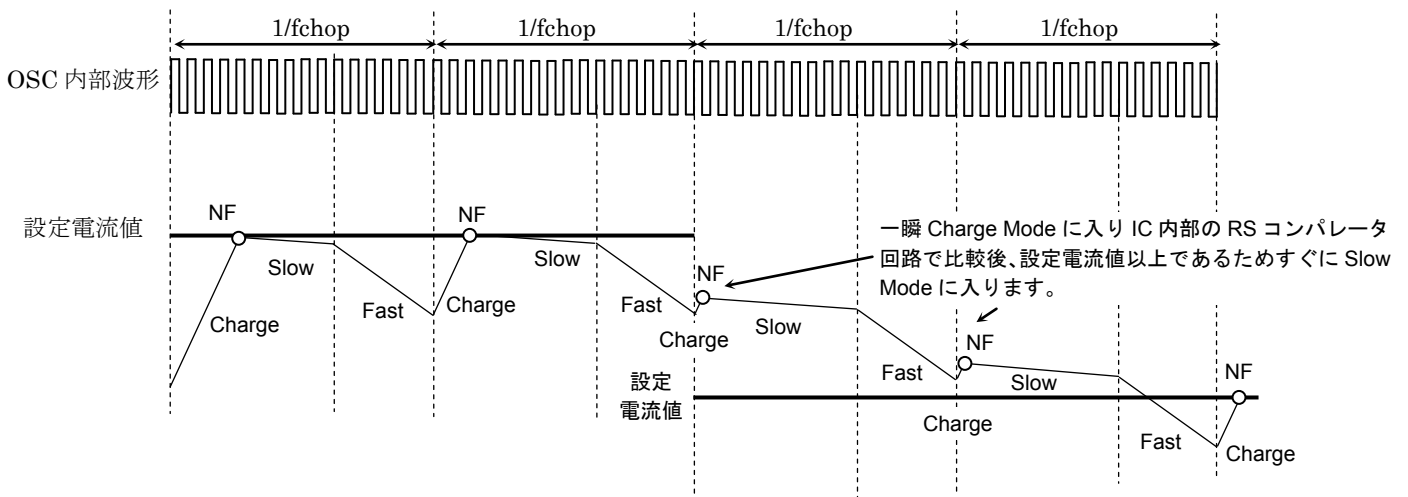 1/fchop
1/fchop
1/fchop
1/fchop
OSC 内部波形
設定電流値
NF
Slow
Charge
Fast
NF
Charge
Slow
Fast
NF
Charge
Slow
Fast
一瞬 Charge Mode に入り IC 内部の RS コンパレータ
回路で比較後、設定電流値以上であるためすぐに Slow
Mode に入ります。
NF
Slow
Charge
Fast
設定
電流値
NF
Charge